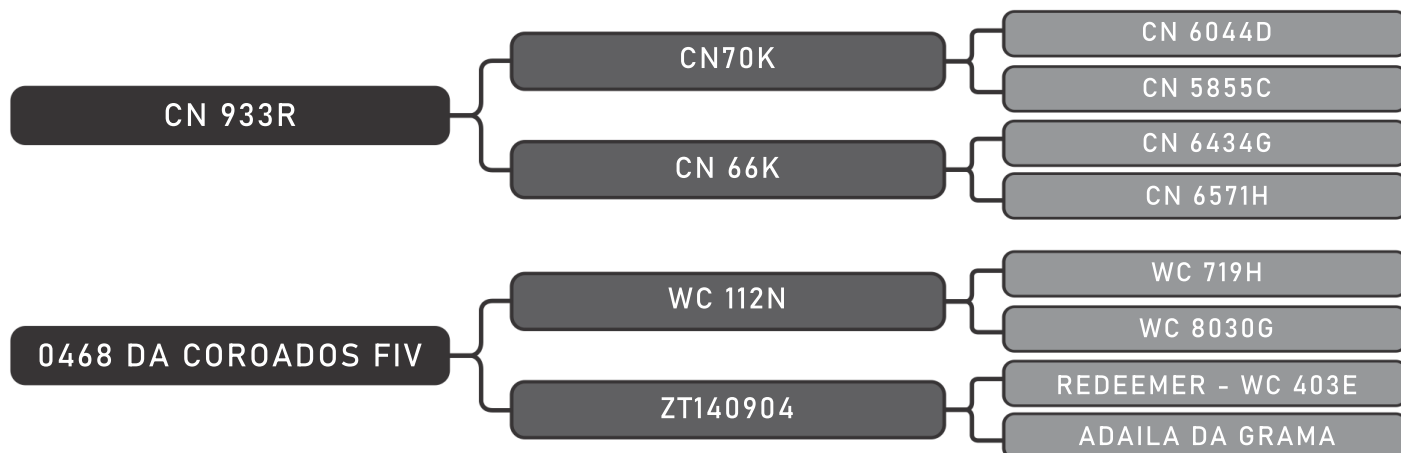 CN 933R
CN70K
CN 6044D
CN 5855C
CN 66K
CN 6434G
CN 6571H
0468 DA COROADOS FIV
WC 112N
WC 719H
WC 8030G
ZT140904
REDEEMER - WC 403E
ADAILA DA GRAMA